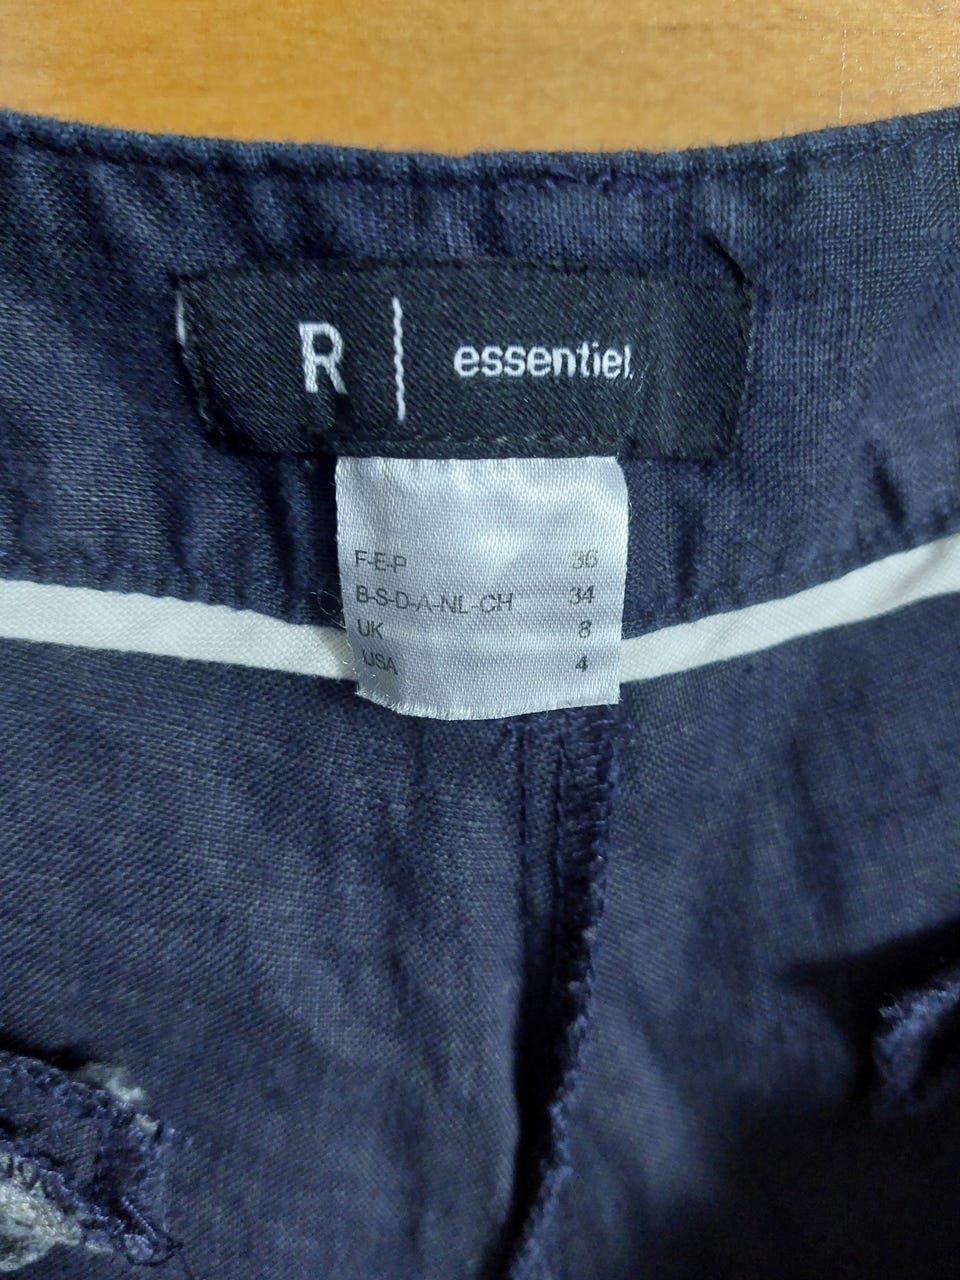 R | essentiel.
F-E-P 36
B-S-D-A-NL-CH 34
UK 8
USA 4